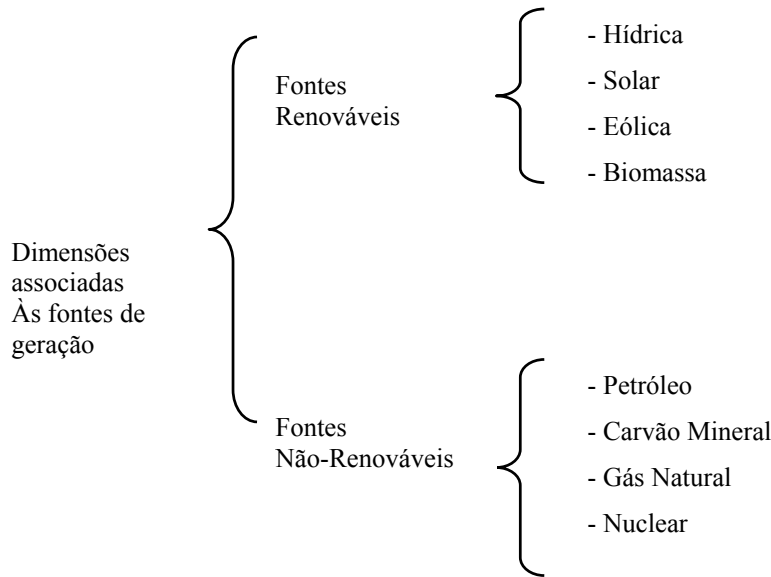 Dimensões
associadas
Às fontes de
geração
Fontes
Renováveis
- Hídrica
- Solar
- Eólica
- Biomassa
Fontes
Não-Renováveis
- Petróleo
- Carvão Mineral
- Gás Natural
- Nuclear